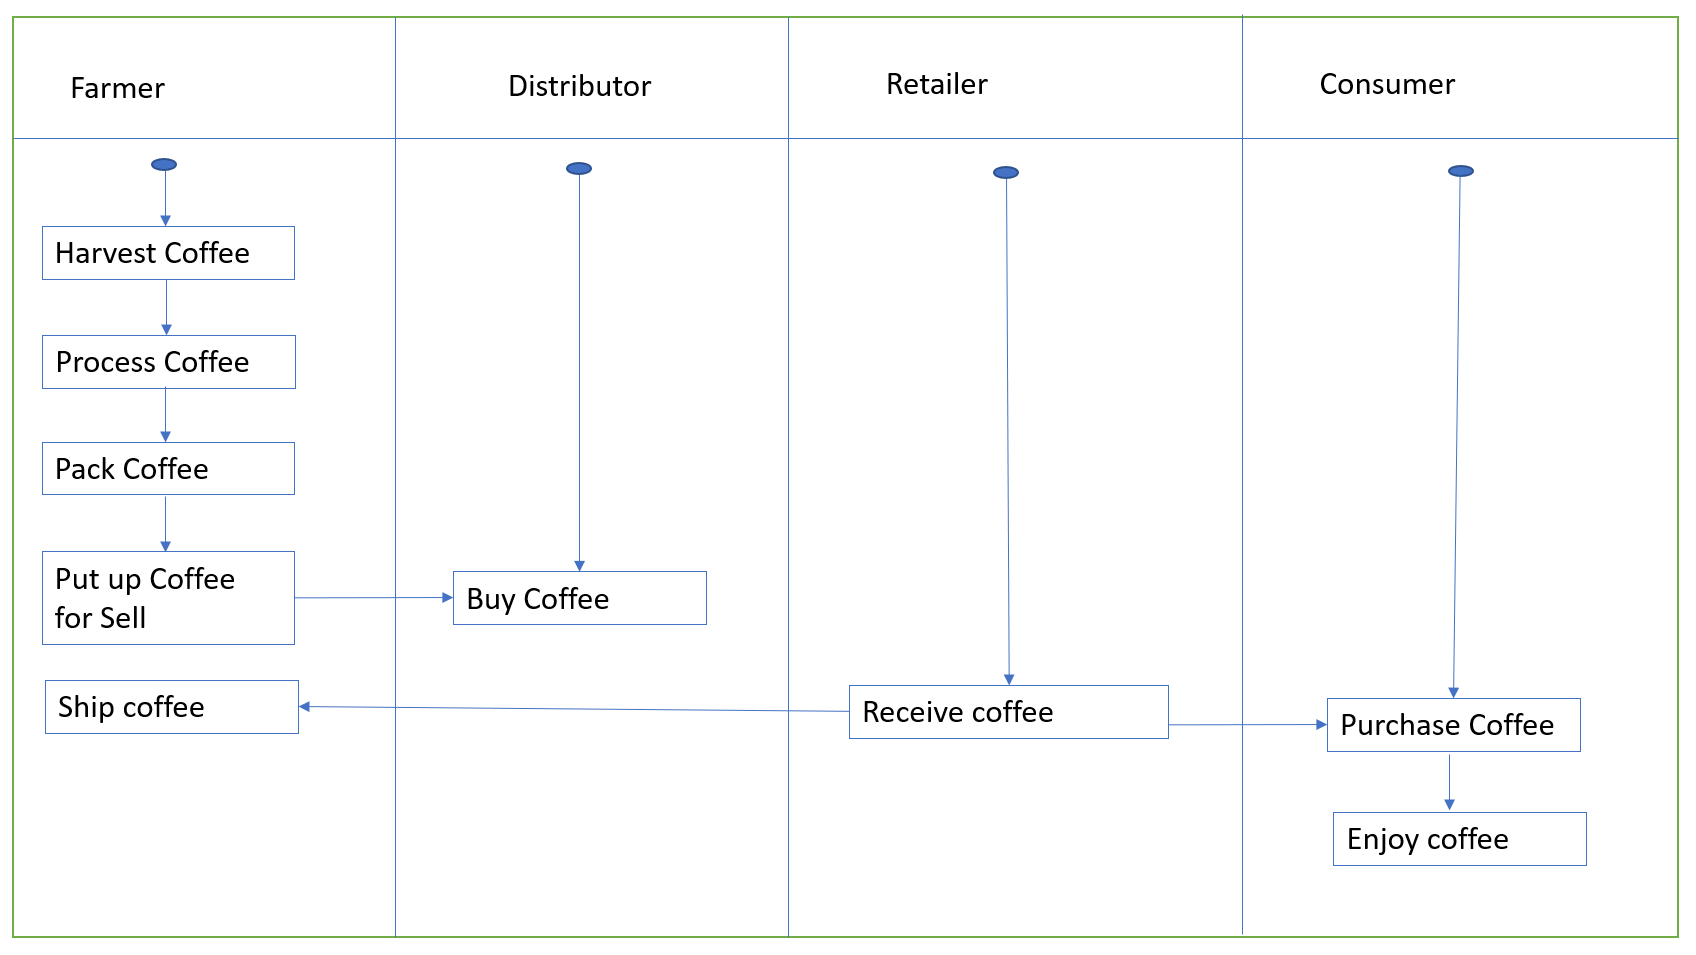 Farmer
Distributor
Retailer
Consumer
Harvest Coffee
Process Coffee
Pack Coffee
Put up Coffee
for Sell
Buy Coffee
Ship coffee
Receive coffee
Purchase Coffee
Enjoy coffee